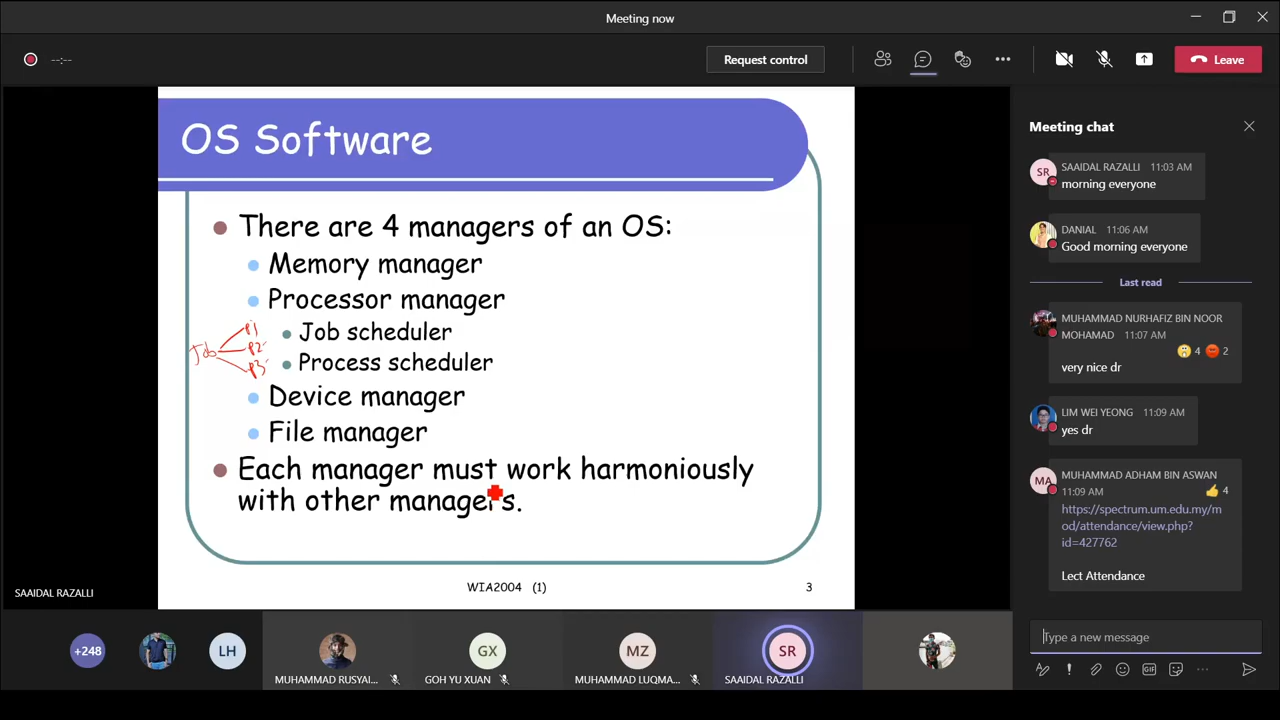 Meeting now
--:--
Request control
Leave
OS Software
There are 4 managers of an OS:
Memory manager
Processor manager
Job scheduler
Process scheduler
Job
P1
P2
P3
Device manager
File manager
Each manager must work harmoniously
with other managers.
WIA2004 (1)
3
SAAIDAL RAZALLI
+248
LH
MUHAMMAD RUSYAI...
GX
GOH YU XUAN
MZ
MUHAMMAD LUQMA...
SR
SAAIDAL RAZALLI
Meeting chat
SR
SAAIDAL RAZALLI 11:03 AM
morning everyone
DANIAL 11:06 AM
Good morning everyone
Last read
MUHAMMAD NURHAFIZ BIN NOOR
MOHAMAD 11:07 AM
4 2
very nice dr
LIM WEI YEONG 11:09 AM
yes dr
MA
MUHAMMAD ADHAM BIN ASWAN
11:09 AM 4
https://spectrum.um.edu.my/m
od/attendance/view.php?
id=427762
Lect Attendance
Type a new message
GIF